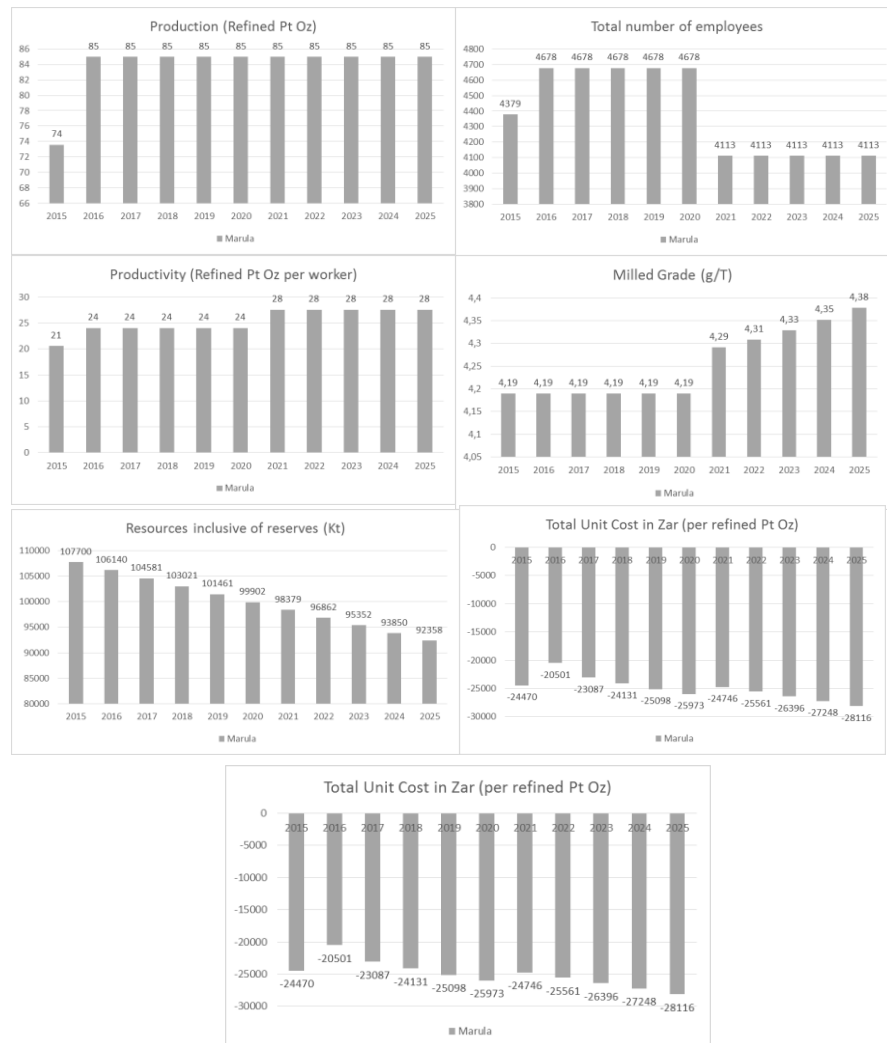 Production (Refined Pt Oz)
86
84
82
80
78
76
74
72
70
68
66
74 85 85 85 85 85 85 85 85 85 85
2015 2016 2017 2018 2019 2020 2021 2022 2023 2024 2025
Marula
Total number of employees
4800
4700
4600
4500
4400
4300
4200
4100
4000
3900
3800
4379 4678 4678 4678 4678 4678 4113 4113 4113 4113 4113
2015 2016 2017 2018 2019 2020 2021 2022 2023 2024 2025
Marula
Productivity (Refined Pt Oz per worker)
30
25
20
15
10
5
0
21 24 24 24 24 24 28 28 28 28 28
2015 2016 2017 2018 2019 2020 2021 2022 2023 2024 2025
Marula
Milled Grade (g/T)
4,4
4,35
4,3
4,25
4,2
4,15
4,1
4,05
4,19 4,19 4,19 4,19 4,19 4,19 4,29 4,31 4,33 4,35 4,38
2015 2016 2017 2018 2019 2020 2021 2022 2023 2024 2025
Marula
Resources inclusive of reserves (Kt)
110000
105000
100000
95000
90000
85000
80000
107700 106140 104581 103021 101461 99902 98379 96862 95352 93850 92358
2015 2016 2017 2018 2019 2020 2021 2022 2023 2024 2025
Marula
Total Unit Cost in Zar (per refined Pt Oz)
0
-5000
-10000
-15000
-20000
-25000
-30000
2015 2016 2017 2018 2019 2020 2021 2022 2023 2024 2025
-24470 -20501 -23087 -24131 -25098 -25973 -24746 -25561 -26396 -27248 -28116
Marula
Total Unit Cost in Zar (per refined Pt Oz)
0
-5000
-10000
-15000
-20000
-25000
-30000
2015 2016 2017 2018 2019 2020 2021 2022 2023 2024 2025
-24470 -20501 -23087 -24131 -25098 -25973 -24746 -25561 -26396 -27248 -28116
Marula